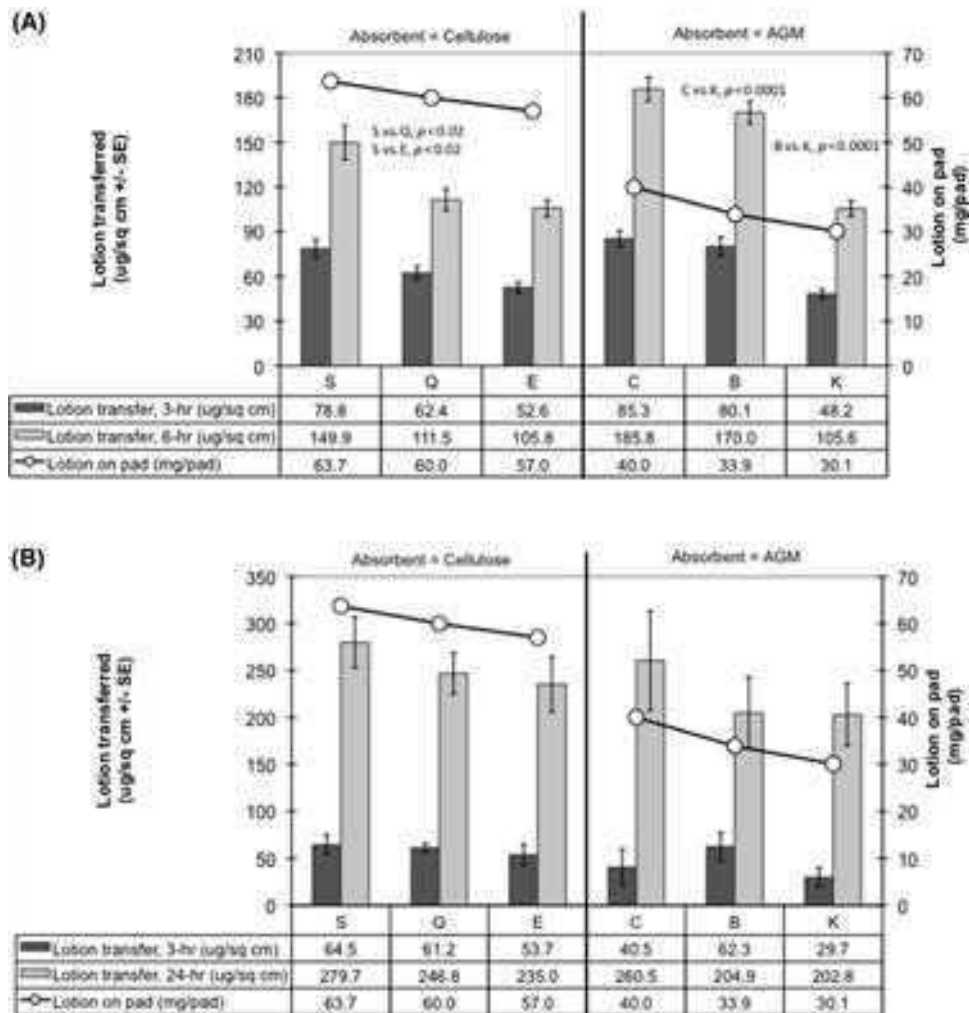 (A)
Absorbent = Cellulose
Absorbent = AGM
210
180
150
120
90
60
30
0
Lotion transferred
(ug/sq cm +/- SE)
S vs Q, p<0.02
S vs E, p<0.02
C vs K, p<0.0001
B vs K, p<0.0001
70
60
50
40
30
20
10
0
Lotion on pad
(mg/pad)
S Q E C B K
Lotion transfer, 3-hr (ug/sq cm) 78.8 62.4 52.6 85.3 80.1 48.2
Lotion transfer, 6-hr (ug/sq cm) 149.9 111.5 105.8 185.8 170.0 105.6
Lotion on pad (mg/pad) 63.7 60.0 57.0 40.0 33.9 30.1
(B)
Absorbent = Cellulose
Absorbent = AGM
350
300
250
200
150
100
50
0
Lotion transferred
(ug/sq cm +/- SE)
70
60
50
40
30
20
10
0
Lotion on pad
(mg/pad)
S Q E C B K
Lotion transfer, 3-hr (ug/sq cm) 64.5 61.2 53.7 40.5 62.3 29.7
Lotion transfer, 24-hr (ug/sq cm) 279.7 246.8 235.0 260.5 204.9 202.8
Lotion on pad (mg/pad) 63.7 60.0 57.0 40.0 33.9 30.1